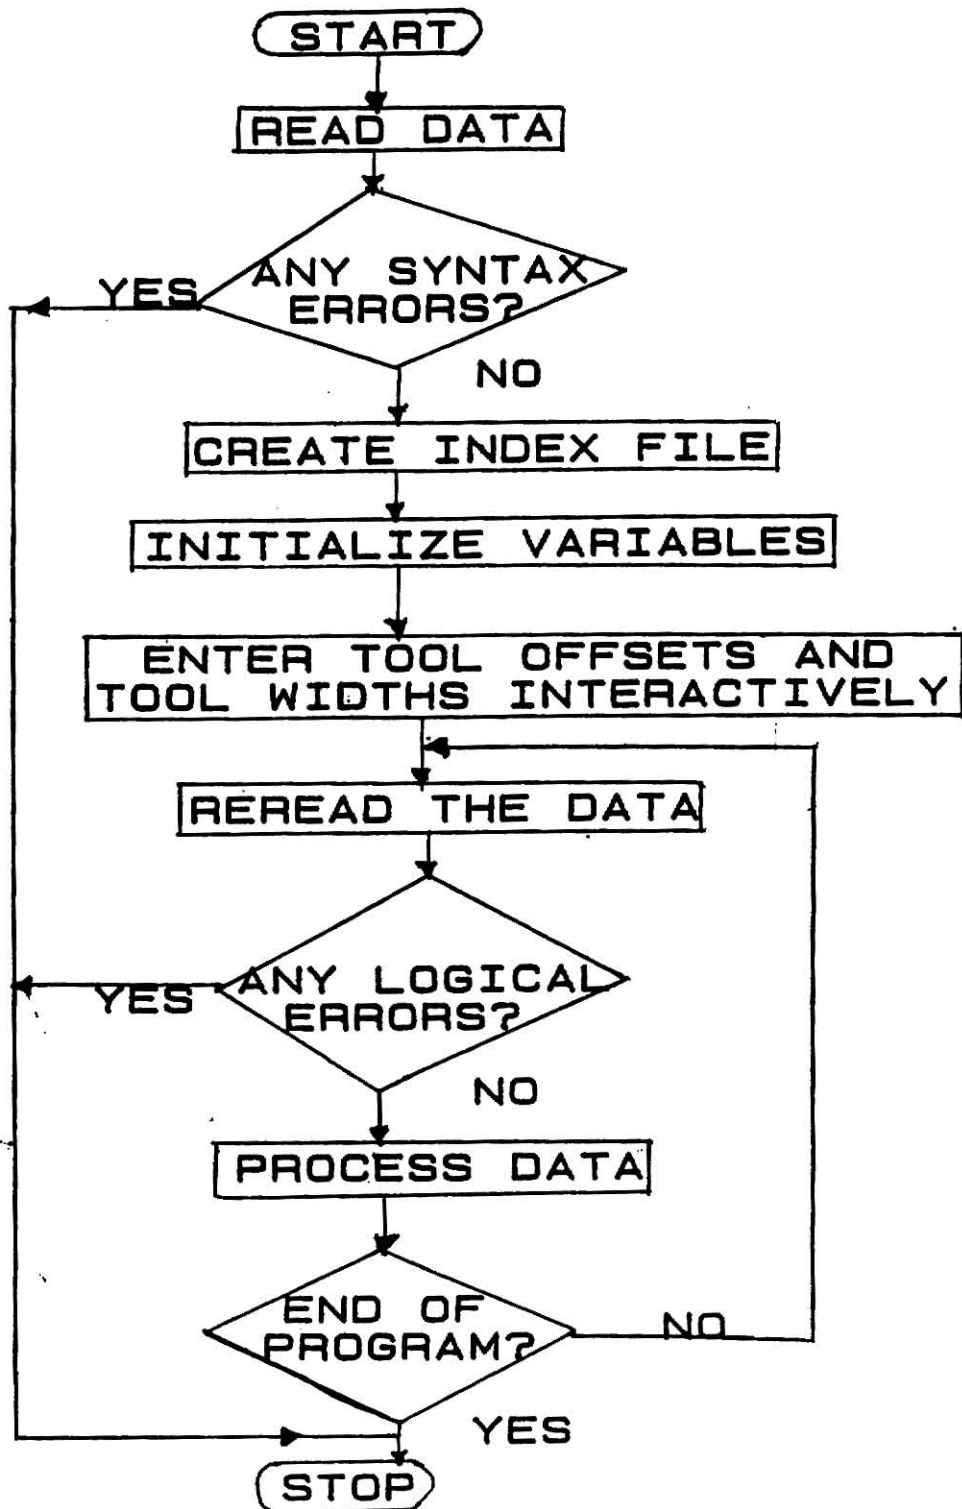 START
READ DATA
ANY SYNTAX
ERRORS?
YES
NO
CREATE INDEX FILE
INITIALIZE VARIABLES
ENTER TOOL OFFSETS AND
TOOL WIDTHS INTERACTIVELY
REREAD THE DATA
ANY LOGICAL
ERRORS?
YES
NO
PROCESS DATA
END OF
PROGRAM?
NO
YES
STOP